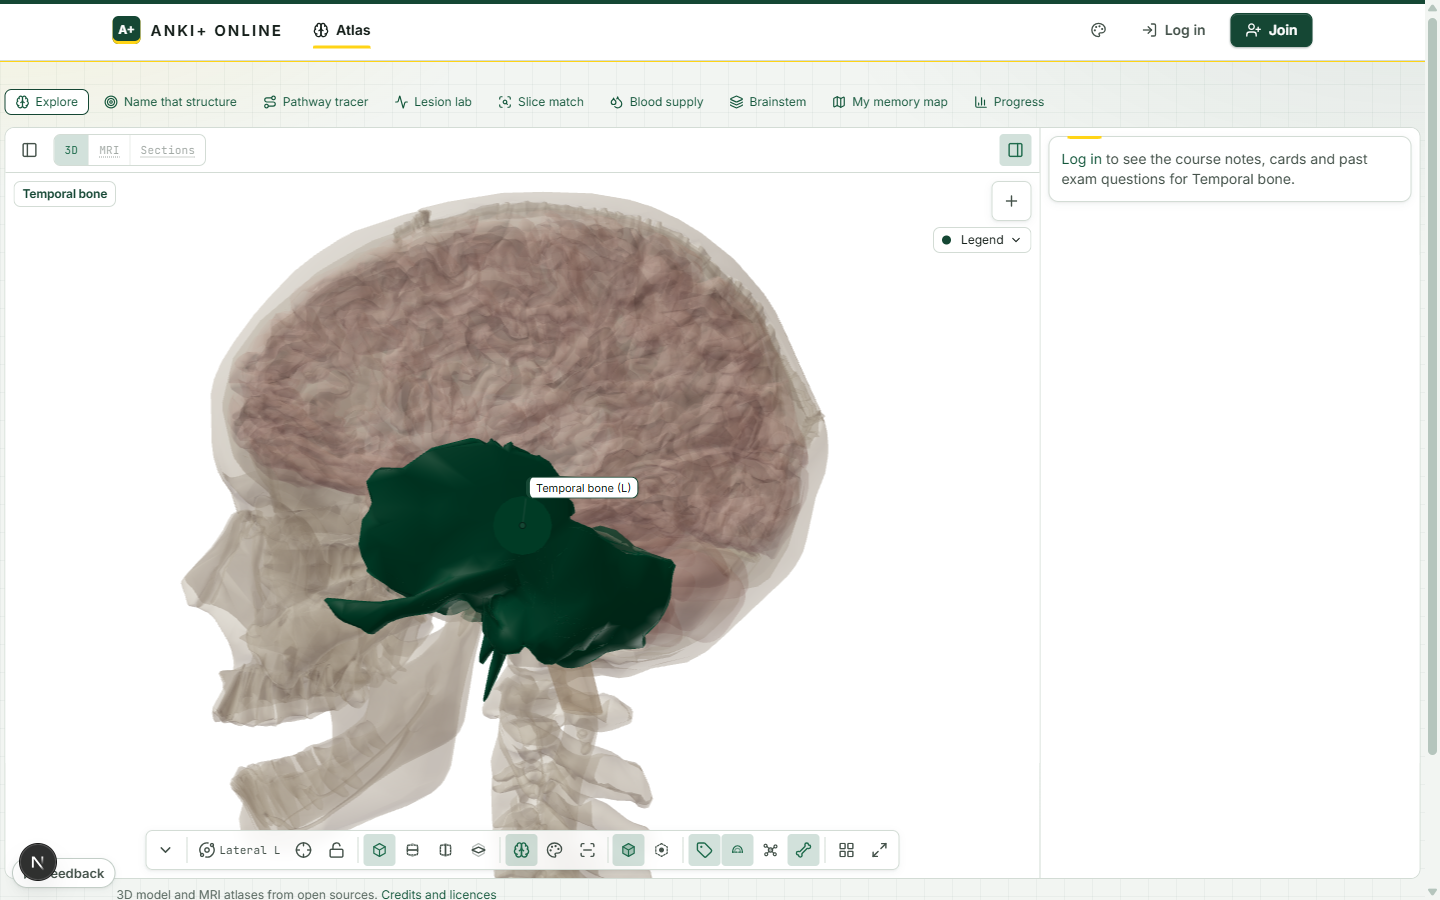 A+ ANKI+ ONLINE Atlas Log in Join
Explore Name that structure Pathway tracer Lesion lab Slice match Blood supply Brainstem My memory map Progress
3D MRI Sections
Log in to see the course notes, cards and past
exam questions for Temporal bone.
Temporal bone
Legend
Temporal bone (L)
Lateral L
N
eedback
3D model and MRI atlases from open sources. Credits and licences